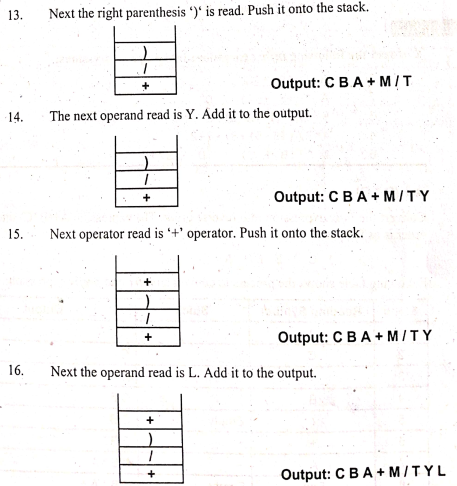 13. Next the right parenthesis ‘)‘ is read. Push it onto the stack.
)
/
+
Output: C B A + M / T
14. The next operand read is Y. Add it to the output.
)
/
+
Output: C B A + M / T Y
15. Next operator read is ‘+’ operator. Push it onto the stack.
+
)
/
+
Output: C B A + M / T Y
16. Next the operand read is L. Add it to the output.
+
)
/
+
Output: C B A + M / T Y L